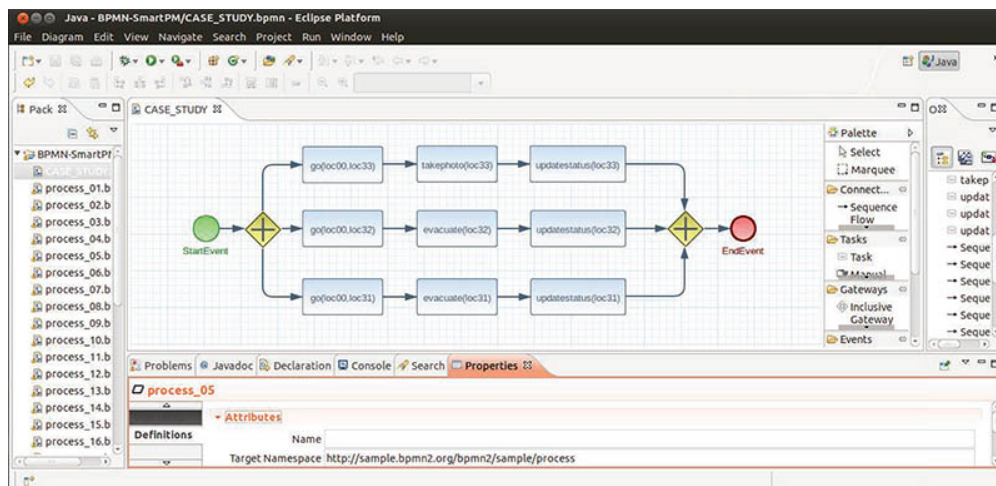 Java - BPMN-SmartPM/CASE_STUDY.bpmn - Eclipse Platform
File Diagram Edit View Navigate Search Project Run Window Help
Java
Pack
CASE_STUDY
BPMN-SmartPM
CASE_STUDY
process_01.b
process_02.b
process_03.b
process_04.b
process_05.b
process_06.b
process_07.b
process_08.b
process_09.b
process_10.b
process_11.b
process_12.b
process_13.b
process_14.b
process_15.b
process_16.b
StartEvent
go(loc00,loc33)
takephoto(loc33)
updatestatus(loc33)
go(loc00,loc32)
evacuate(loc32)
updatestatus(loc32)
go(loc00,loc31)
evacuate(loc31)
updatestatus(loc31)
EndEvent
Palette
Select
Marquee
Connect...
Sequence
Flow
Tasks
Task
Manual
Gateways
Inclusive
Gateway
Events
O
takep
updat
updat
updat
Seque
Seque
Seque
Seque
Seque
Seque
Problems @ Javadoc Declaration Console Search Properties
process_05
Definitions
Attributes
Name
Target Namespace http://sample.bpmn2.org/bpmn2/sample/process